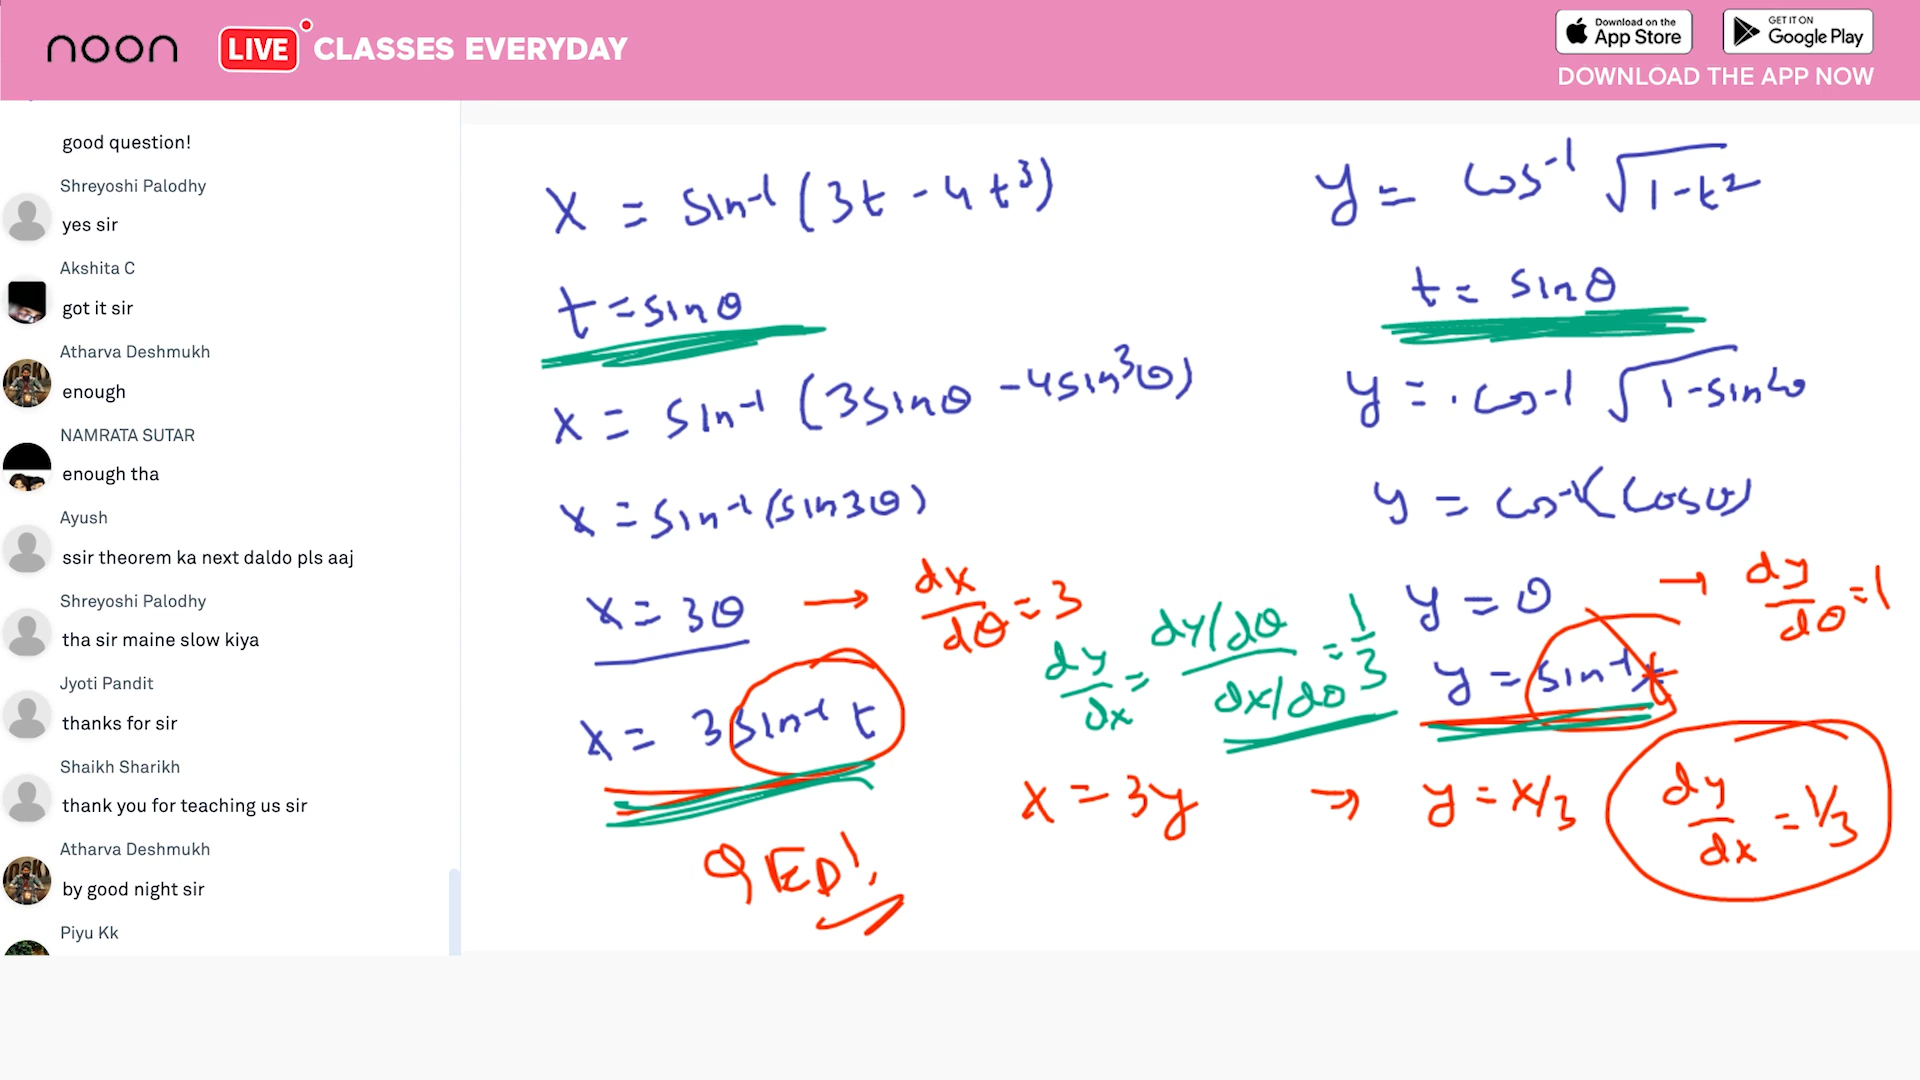 noon LIVE CLASSES EVERYDAY
Download on the App Store
GET IT ON Google Play
DOWNLOAD THE APP NOW
good question!
Shreyoshi Palodhy
yes sir
Akshita C
got it sir
Atharva Deshmukh
enough
NAMRATA SUTAR
enough tha
Ayush
ssir theorem ka next daldo pls aaj
Shreyoshi Palodhy
tha sir maine slow kiya
Jyoti Pandit
thanks for sir
Shaikh Sharikh
thank you for teaching us sir
Atharva Deshmukh
by good night sir
Piyu Kk
x = sin⁻¹ (3t - 4t³)
t = sinθ
x = sin⁻¹ (3sinθ - 4sin³θ)
x = sin⁻¹ (sin3θ)
x = 3θ → dx/dθ = 3
x = 3 sin⁻¹ t
y = cos⁻¹ √1-t²
t = sinθ
y = cos⁻¹ √1-sin²θ
y = cos⁻¹(cosθ)
y = θ → dy/dθ = 1
y = sin⁻¹ t
dy/dx = dy/dθ / dx/dθ = 1/3
x = 3y → y = x/3
dy/dx = 1/3
QED!